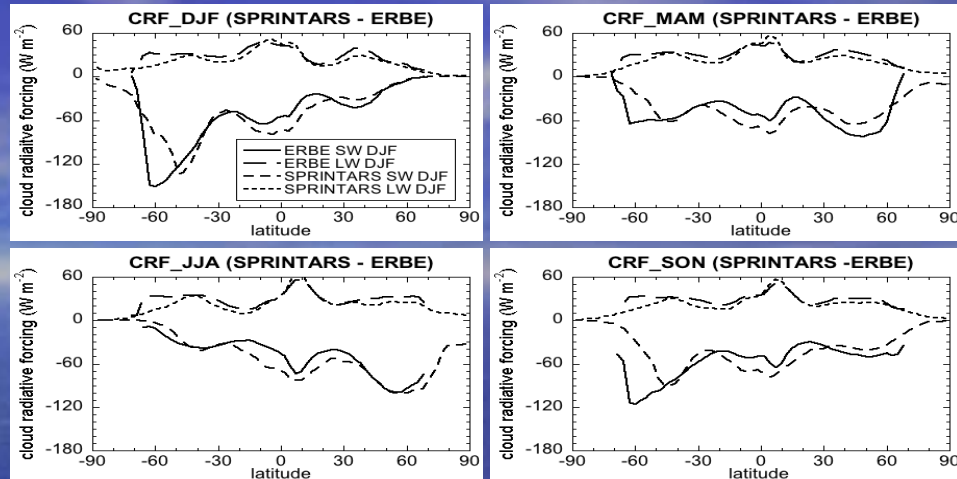 CRF_DJF (SPRINTARS - ERBE)
cloud radiative forcing (W m-2)
60
0
-60
-120
-180
-90 -60 -30 0 30 60 90
latitude
ERBE SW DJF
ERBE LW DJF
SPRINTARS SW DJF
SPRINTARS LW DJF
CRF_MAM (SPRINTARS - ERBE)
cloud radiative forcing (W m-2)
60
0
-60
-120
-180
-90 -60 -30 0 30 60 90
latitude
CRF_JJA (SPRINTARS - ERBE)
cloud radiative forcing (W m-2)
60
0
-60
-120
-180
-90 -60 -30 0 30 60 90
latitude
CRF_SON (SPRINTARS -ERBE)
cloud radiative forcing (W m-2)
60
0
-60
-120
-180
-90 -60 -30 0 30 60 90
latitude